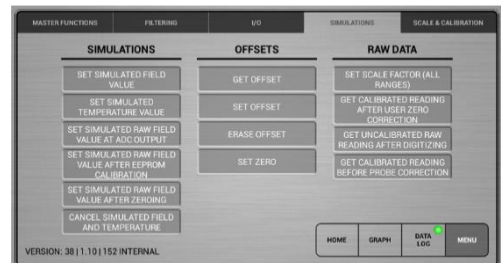 MASTER FUNCTIONS
FILTERING
I/O
SIMULATIONS
SCALE & CALIBRATION
SIMULATIONS
SET SIMULATED FIELD
VALUE
SET SIMULATED
TEMPERATURE VALUE
SET SIMULATED RAW FIELD
VALUE AT ADC OUTPUT
SET SIMULATED RAW FIELD
VALUE AFTER EEPROM
CALIBRATION
SET SIMULATED RAW FIELD
VALUE AFTER ZEROING
CANCEL SIMULATED FIELD
AND TEMPERATURE
OFFSETS
GET OFFSET
SET OFFSET
ERASE OFFSET
SET ZERO
RAW DATA
SET SCALE FACTOR (ALL
RANGES)
GET CALIBRATED READING
AFTER USER ZERO
CORRECTION
GET UNCALIBRATED RAW
READING AFTER DIGITIZING
GET CALIBRATED READING
BEFORE PROBE CORRECTION
HOME
GRAPH
DATA
LOG
MENU
VERSION: 38 | 1.10 | 152 INTERNAL